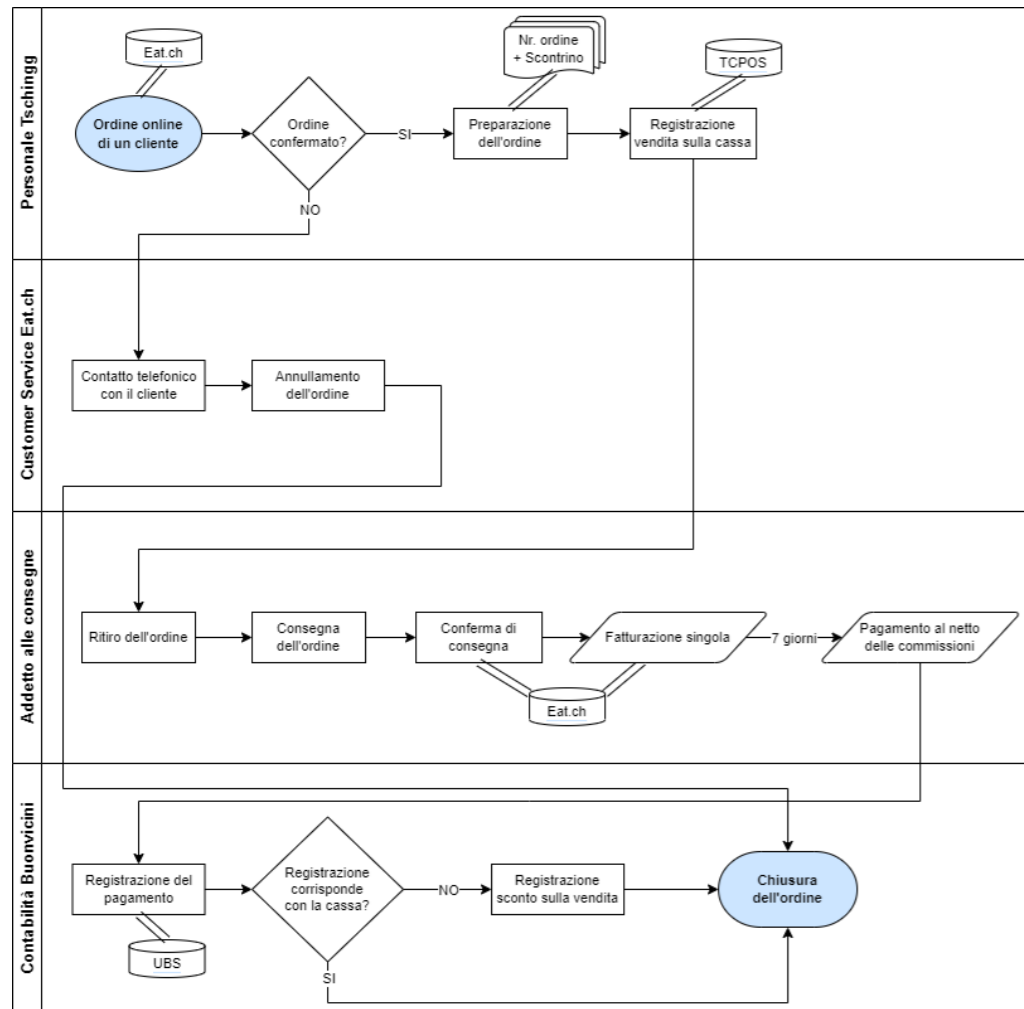 Personale Tschingg
Eat.ch
Ordine online
di un cliente
Ordine
confermato?
SI
NO
Nr. ordine
+ Scontrino
Preparazione
dell'ordine
TCPOS
Registrazione
vendita sulla cassa
Customer Service Eat.ch
Contatto telefonico
con il cliente
Annullamento
dell'ordine
Addetto alle consegne
Ritiro dell'ordine
Consegna
dell'ordine
Conferma di
consegna
Eat.ch
Fatturazione singola
7 giorni
Pagamento al netto
delle commissioni
Contabilità Buonvicini
Registrazione del
pagamento
UBS
Registrazione
corrisponde
con la cassa?
NO
SI
Registrazione
sconto sulla vendita
Chiusura
dell'ordine